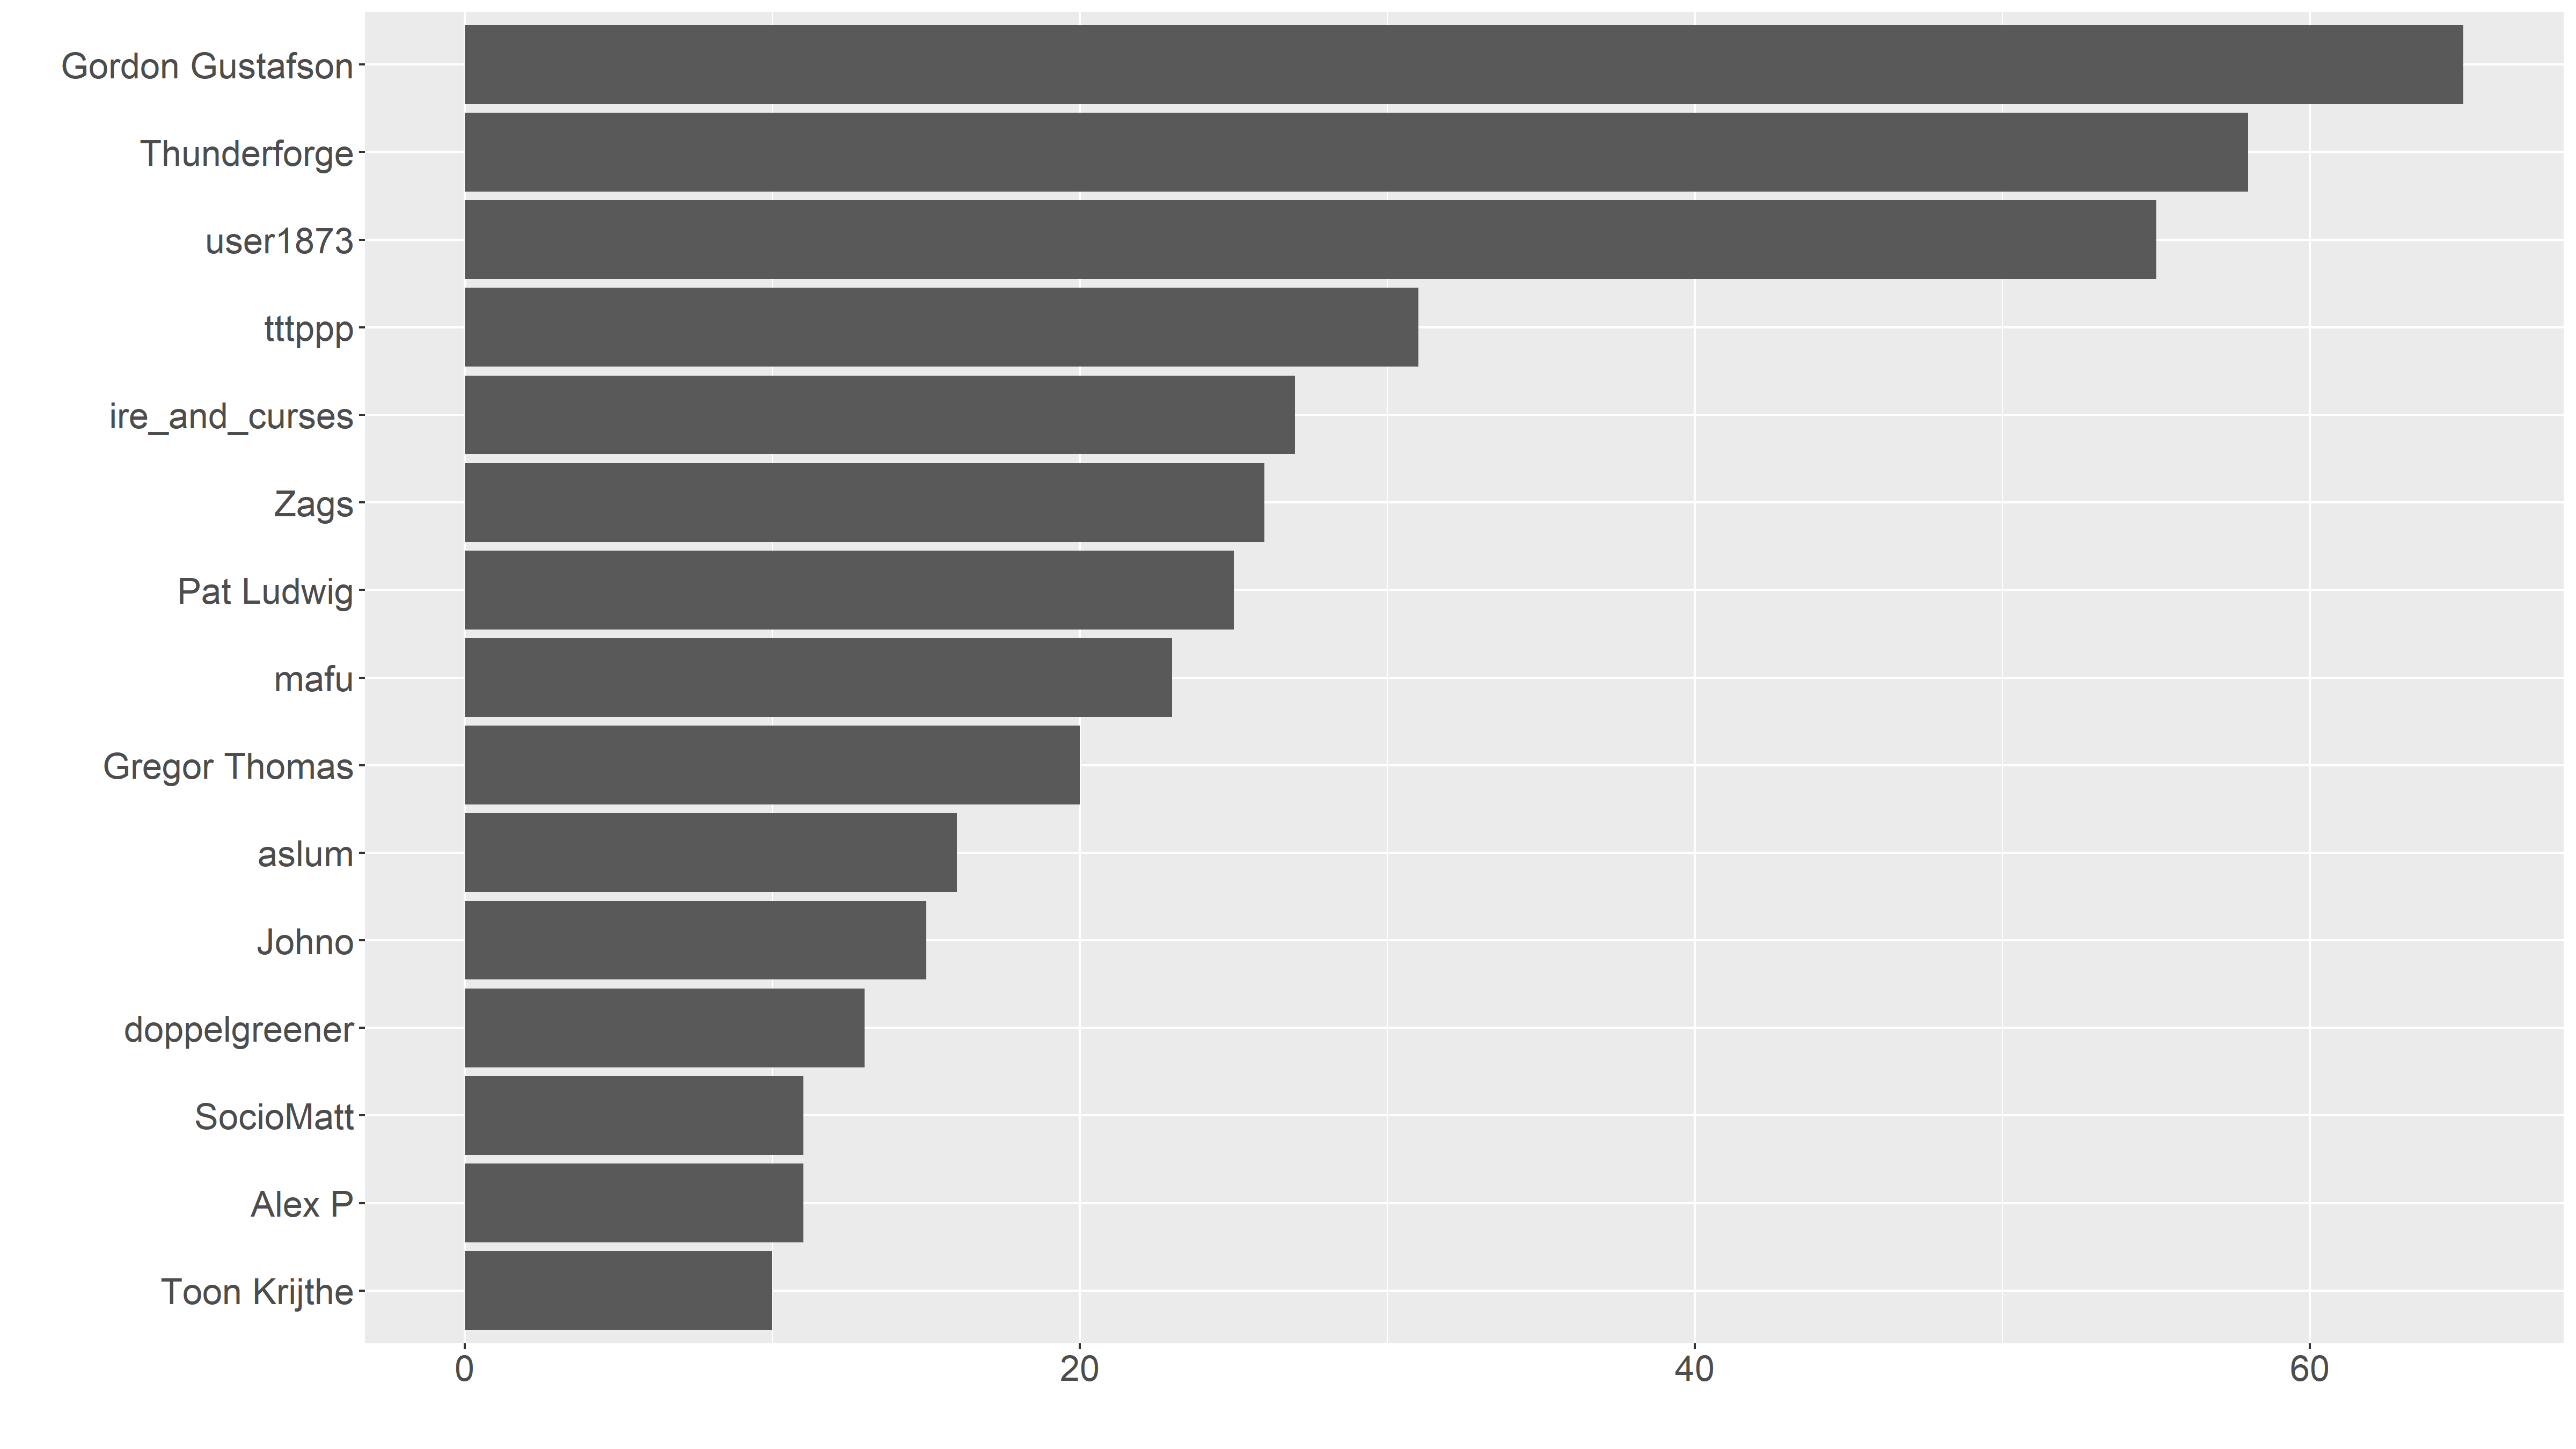 Gordon Gustafson
Thunderforge
user1873
tttppp
ire_and_curses
Zags
Pat Ludwig
mafu
Gregor Thomas
aslum
Johno
doppelgreener
SocioMatt
Alex P
Toon Krijthe
0 20 40 60